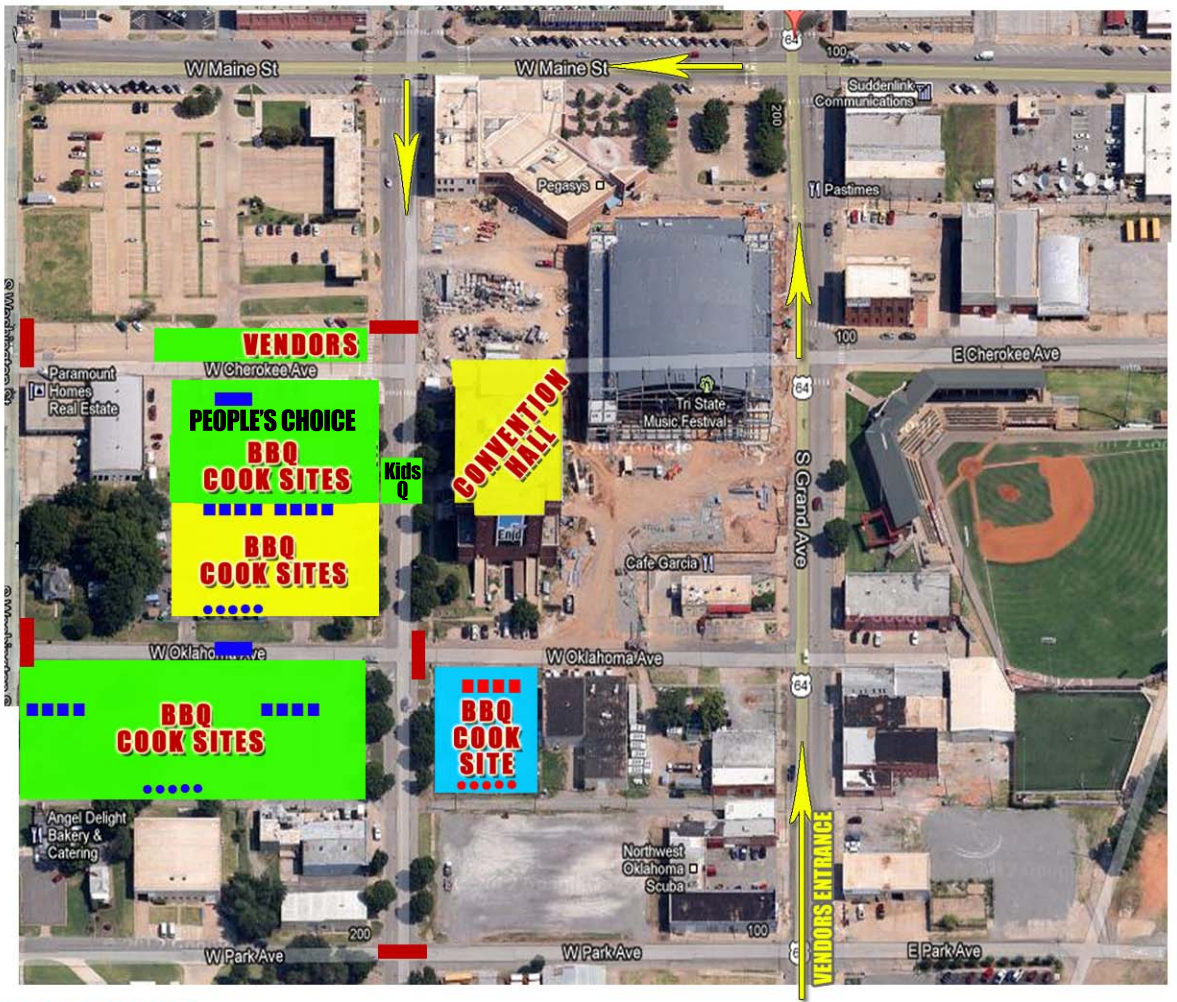 64
W Maine St
W Maine St
100
Suddenlink
Communications
200
Pegasys
Pastimes
100
VENDORS
W Cherokee Ave
E Cherokee Ave
Paramount
Homes
Real Estate
64
PEOPLE'S CHOICE
BBQ
COOK SITES
Kids
Q
CONVENTION
HALL
Tri State
Music Festival
S Grand Ave
Enid
BBQ
COOK SITES
Cafe Garcia
W Oklahoma Ave
W Oklahoma Ave
64
BBQ
COOK SITES
BBQ
COOK
SITE
Angel Delight
Bakery &
Catering
Northwest
Oklahoma
Scuba
VENDORS ENTRANCE
200
100
W Park Ave
W Park Ave
E Park Ave